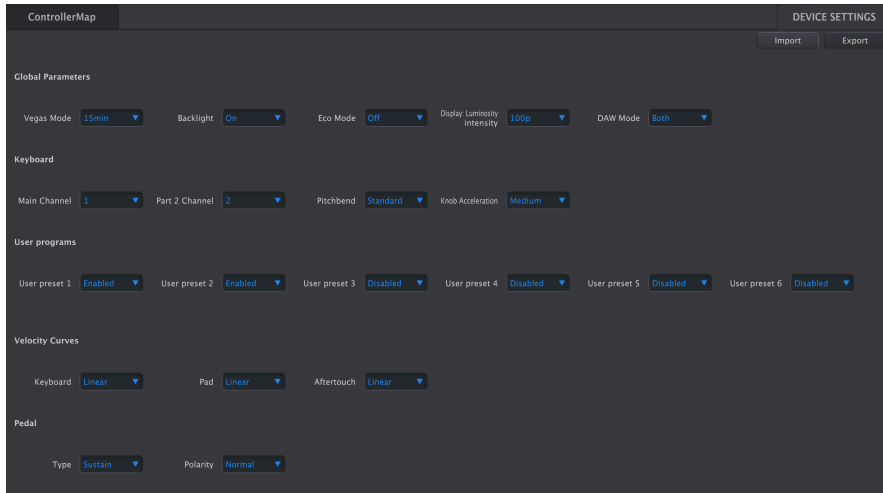 ControllerMap DEVICE SETTINGS
Import Export
Global Parameters
Vegas Mode 15min Backlight On Eco Mode Off Display: Luminosity intensity 100p DAW Mode Both
Keyboard
Main Channel 1 Part 2 Channel 2 Pitchbend Standard Knob Acceleration Medium
User programs
User preset 1 Enabled User preset 2 Enabled User preset 3 Disabled User preset 4 Disabled User preset 5 Disabled User preset 6 Disabled
Velocity Curves
Keyboard Linear Pad Linear Aftertouch Linear
Pedal
Type Sustain Polarity Normal